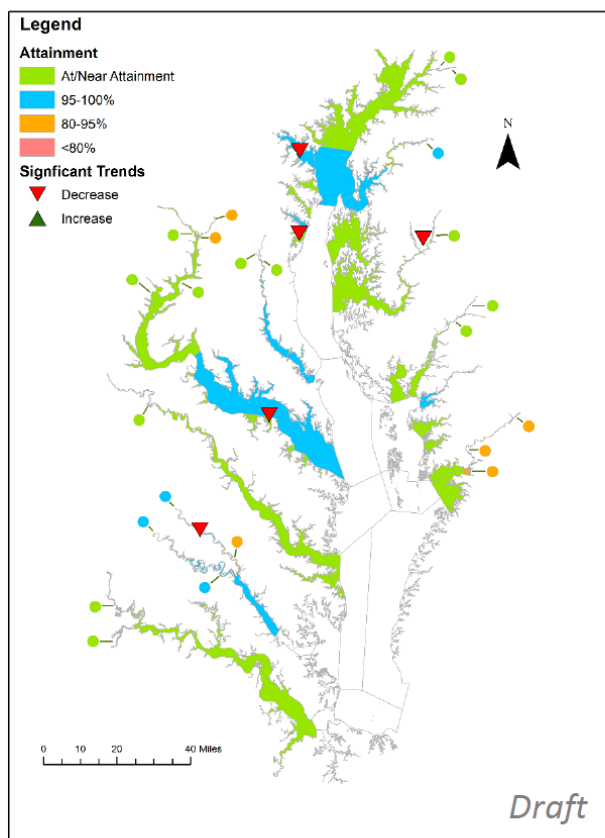 Legend
Attainment
At/Near Attainment
95-100%
80-95%
<80%
Signficant Trends
Decrease
Increase
N
0 10 20 40 Miles
Draft